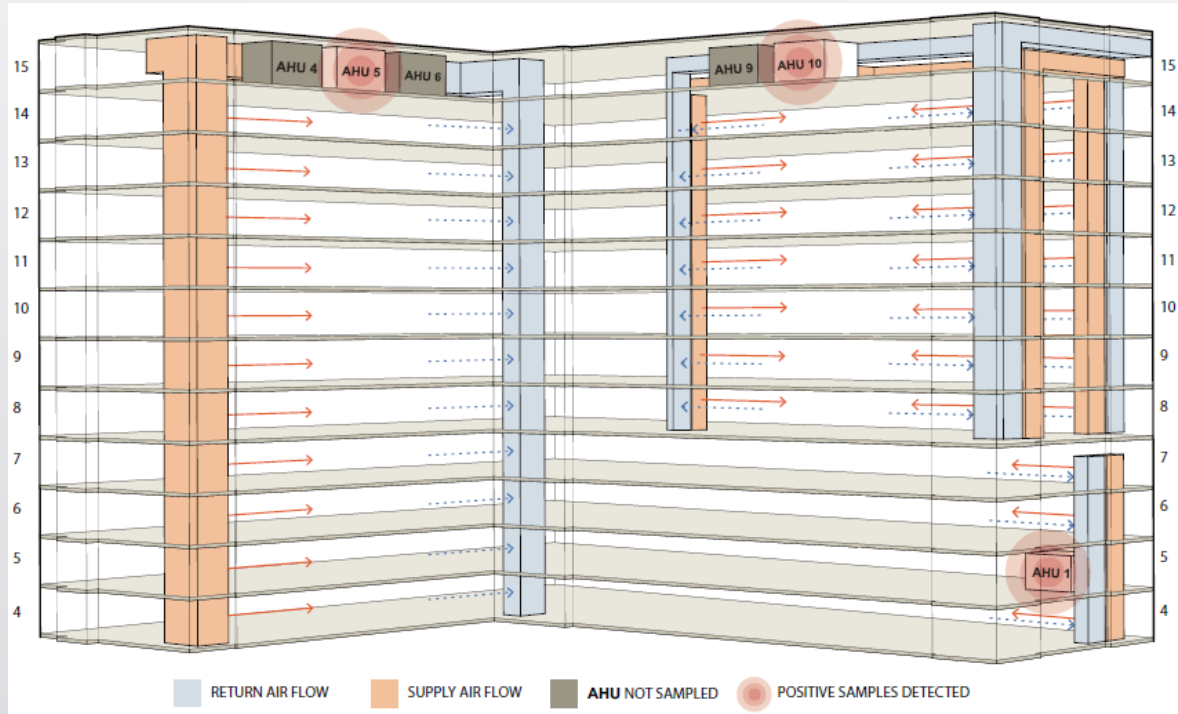 AHU 4
AHU 5
AHU 6
AHU 9
AHU 10
15
14
13
12
11
10
9
8
7
6
5
4
15
14
13
12
11
10
9
8
7
6
5
4
AHU 1
RETURN AIR FLOW
SUPPLY AIR FLOW
AHU NOT SAMPLED
POSITIVE SAMPLES DETECTED